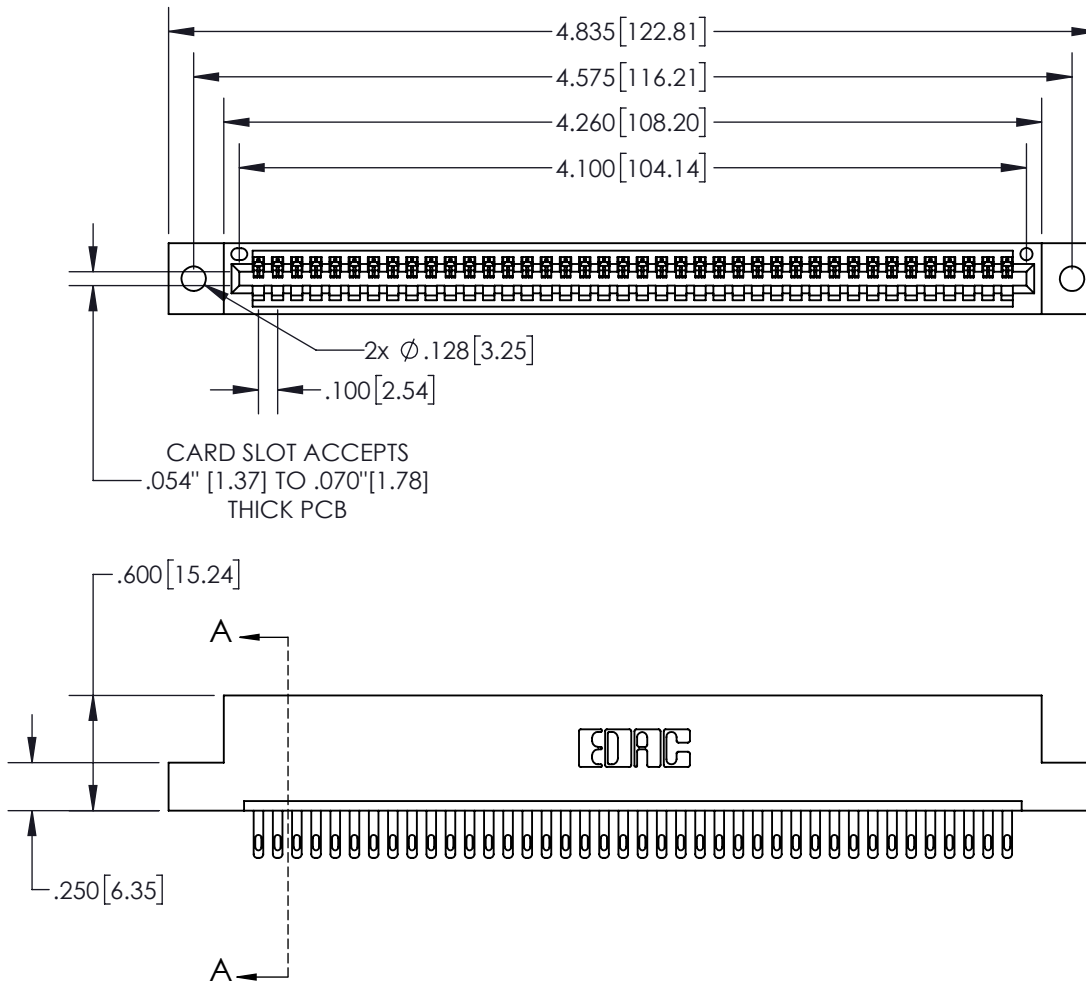 4.835[122.81]
4.575[116.21]
4.260[108.20]
4.100[104.14]
2x ∅.128[3.25]
.100[2.54]
CARD SLOT ACCEPTS
.054" [1.37] TO .070"[1.78]
THICK PCB
.600[15.24]
A
EDAC
.250[6.35]
A